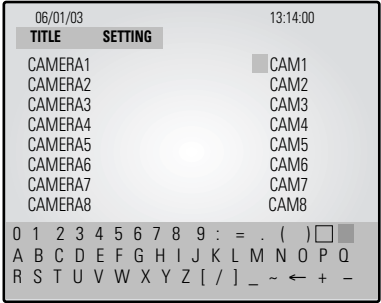 06/01/03 13:14:00
TITLE SETTING
CAMERA1 CAM1
CAMERA2 CAM2
CAMERA3 CAM3
CAMERA4 CAM4
CAMERA5 CAM5
CAMERA6 CAM6
CAMERA7 CAM7
CAMERA8 CAM8
0 1 2 3 4 5 6 7 8 9 : = . ( ) □
A B C D E F G H I J K L M N O P Q
R S T U V W X Y Z [ / ] _ ~ ← + −